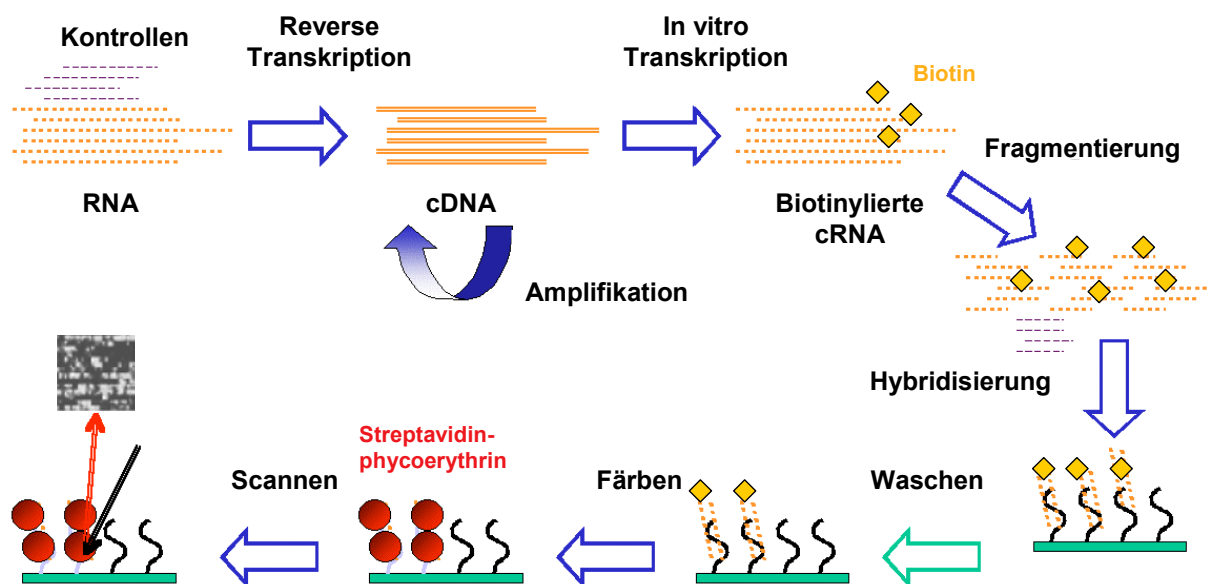 Kontrollen
Reverse
Transkription
In vitro
Transkription
Biotin
RNA
cDNA
Biotinylierte
cRNA
Fragmentierung
Amplifikation
Hybridisierung
Streptavidin-
phycoerythrin
Scannen
Färben
Waschen